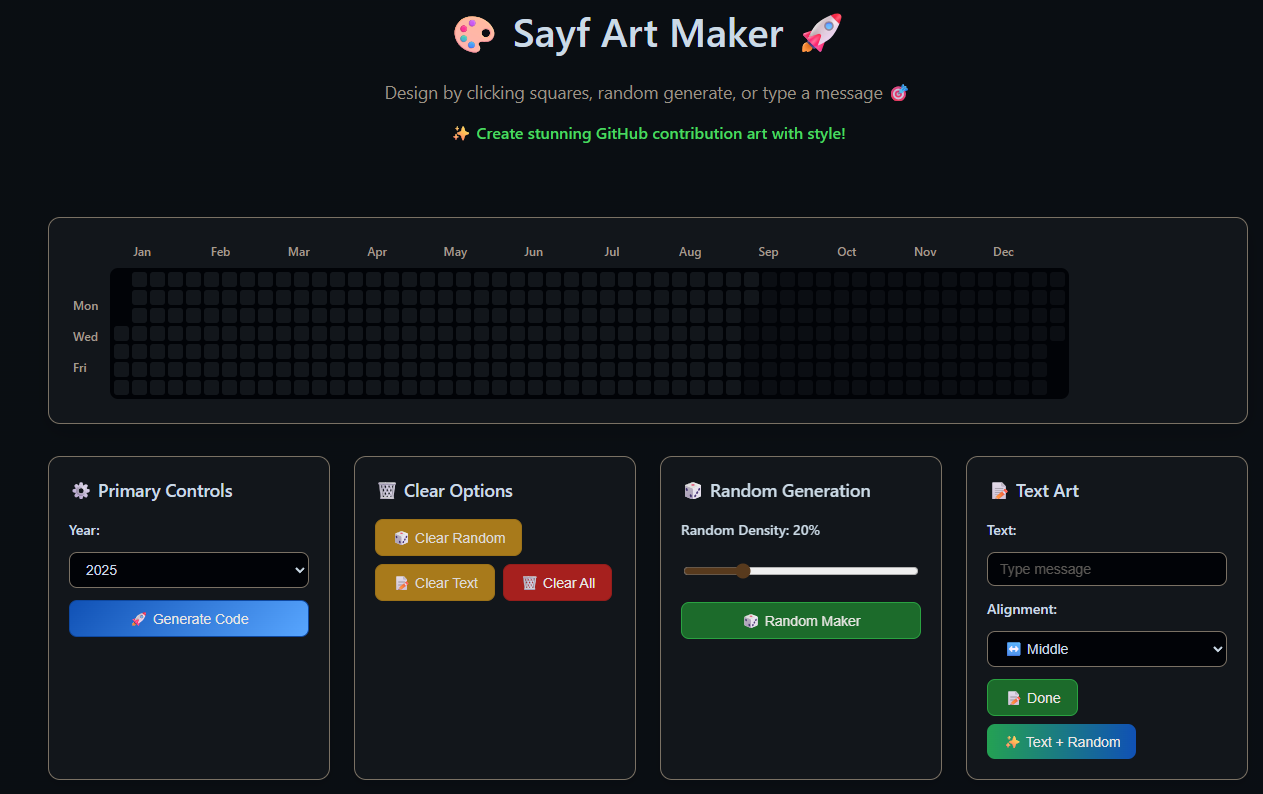 🎨 Sayf Art Maker 🚀
Design by clicking squares, random generate, or type a message 🎯
✨ Create stunning GitHub contribution art with style!
Jan Feb Mar Apr May Jun Jul Aug Sep Oct Nov Dec
Mon
Wed
Fri
⚙️ Primary Controls
Year:
2025
🚀 Generate Code
🗑️ Clear Options
🎲 Clear Random
📝 Clear Text
🗑️ Clear All
🎲 Random Generation
Random Density: 20%
🎲 Random Maker
📝 Text Art
Text:
Type message
Alignment:
↔️ Middle
📝 Done
✨ Text + Random